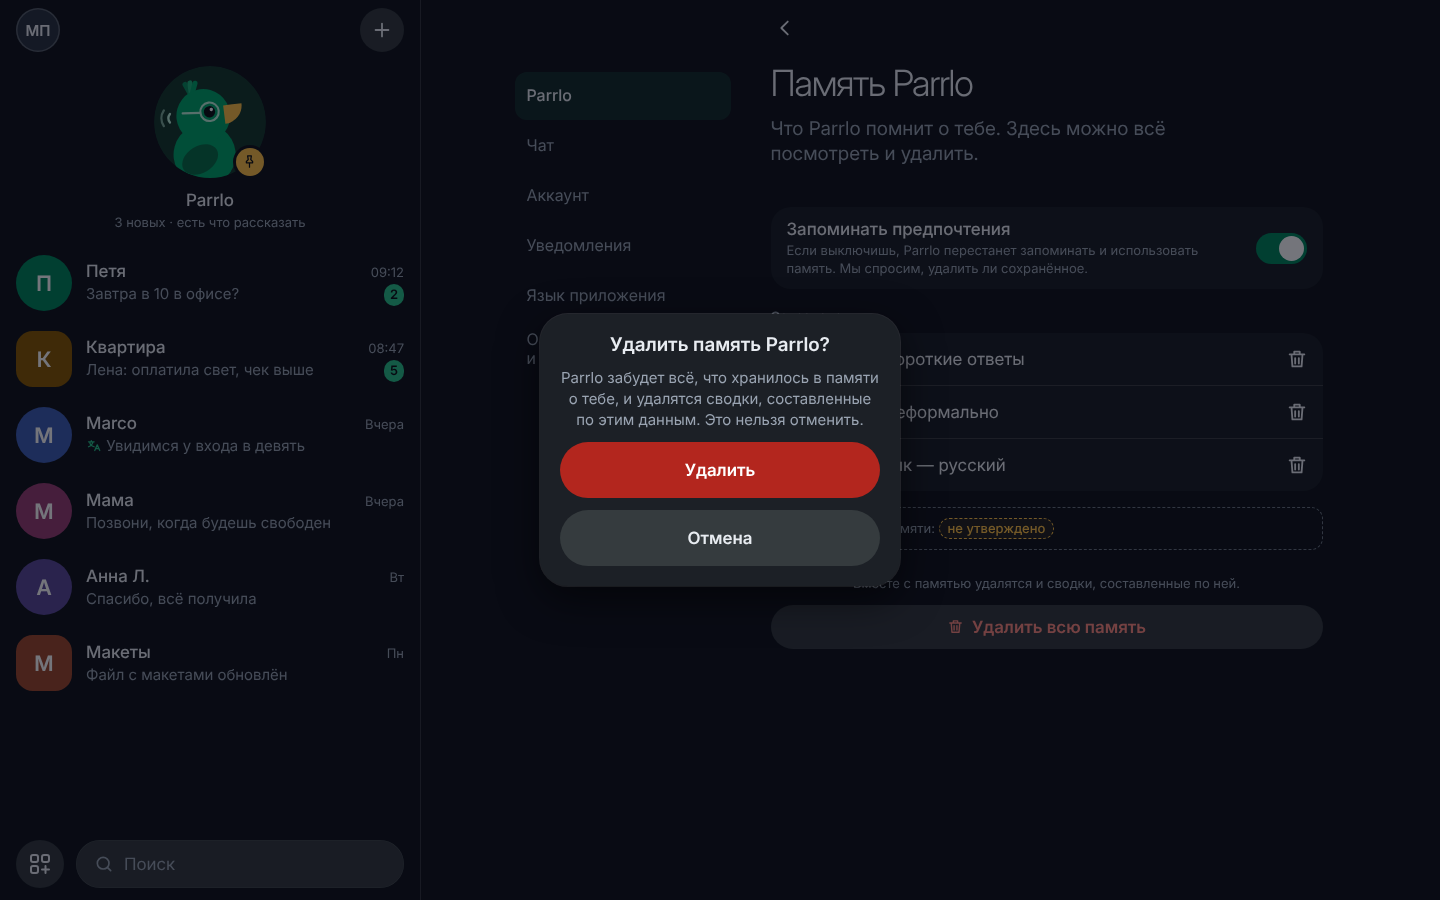 МП
Parrlo
3 новых · есть что рассказать
П
Петя
09:12
Завтра в 10 в офисе?
2
К
Квартира
08:47
Лена: оплатила свет, чек выше
5
M
Marco
Вчера
Увидимся у входа в девять
М
Мама
Вчера
Позвони, когда будешь свободен
А
Анна Л.
Вт
Спасибо, всё получила
М
Макеты
Пн
Файл с макетами обновлён
Поиск
Parrlo
Чат
Аккаунт
Уведомления
Язык приложения
Память Parrlo
Что Parrlo помнит о тебе. Здесь можно всё
посмотреть и удалить.
Запоминать предпочтения
Если выключишь, Parrlo перестанет запоминать и использовать
память. Мы спросим, удалить ли сохранённое.
ответы
— русский
не утверждено
с памятью удалятся и сводки, составленные по ней.
Удалить всю память
Удалить память Parrlo?
Parrlo забудет всё, что хранилось в памяти
о тебе, и удалятся сводки, составленные
по этим данным. Это нельзя отменить.
Удалить
Отмена